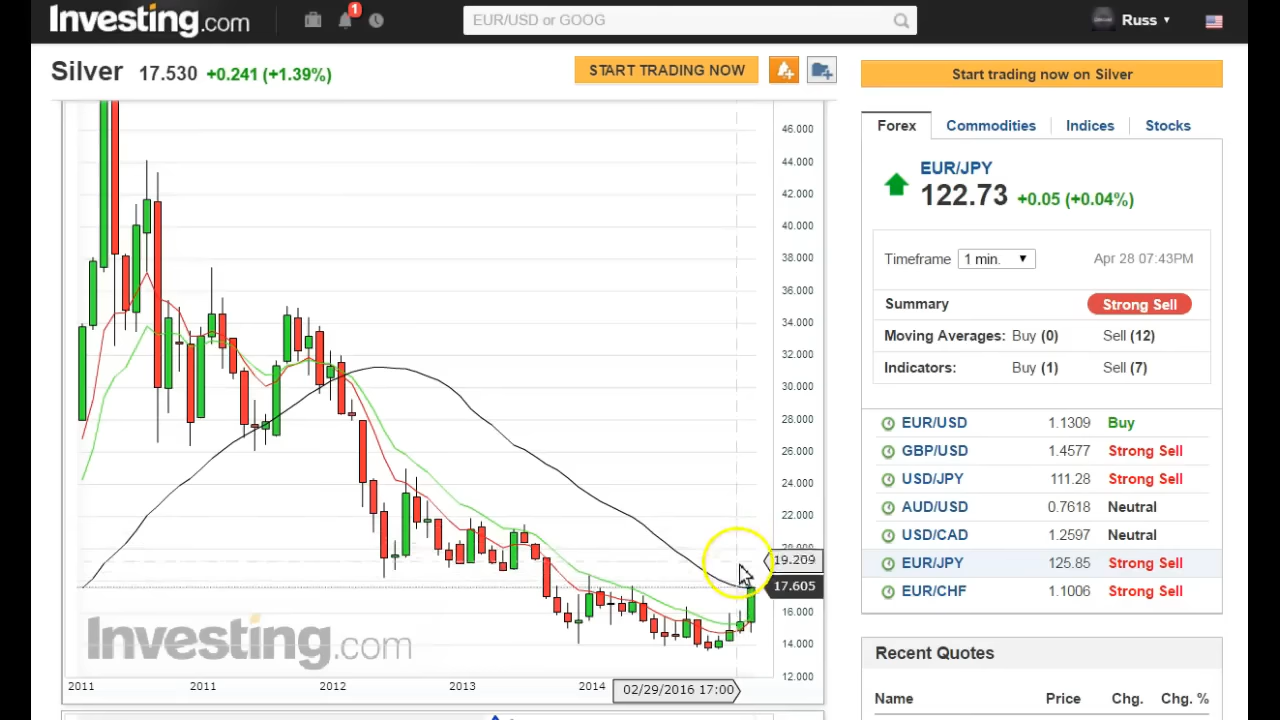 Investing.com
1
EUR/USD or GOOG
Russ ▼
Silver 17.530 +0.241 (+1.39%)
START TRADING NOW
Start trading now on Silver
46.000
44.000
42.000
40.000
38.000
36.000
34.000
32.000
30.000
28.000
26.000
24.000
22.000
20.000
19.209
17.605
16.000
14.000
12.000
Investing.com
2011 2011 2012 2013 2014 02/29/2016 17:00
Forex Commodities Indices Stocks
EUR/JPY
122.73 +0.05 (+0.04%)
Timeframe 1 min. ▼ Apr 28 07:43PM
Summary Strong Sell
Moving Averages: Buy (0) Sell (12)
Indicators: Buy (1) Sell (7)
EUR/USD 1.1309 Buy
GBP/USD 1.4577 Strong Sell
USD/JPY 111.28 Strong Sell
AUD/USD 0.7618 Neutral
USD/CAD 1.2597 Neutral
EUR/JPY 125.85 Strong Sell
EUR/CHF 1.1006 Strong Sell
Recent Quotes
Name Price Chg. Chg. %